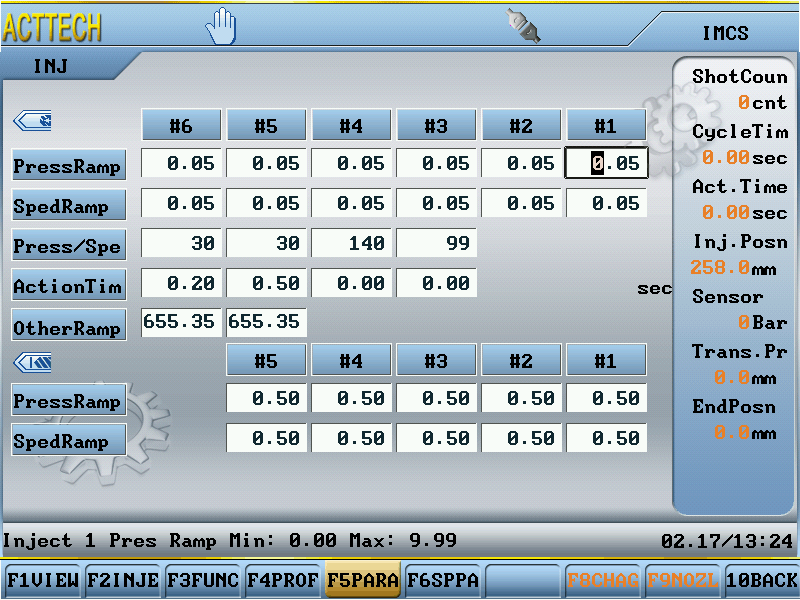 ACTTECH
IMCS
INJ
#6 #5 #4 #3 #2 #1
PressRamp 0.05 0.05 0.05 0.05 0.05 0.05
SpedRamp 0.05 0.05 0.05 0.05 0.05 0.05
Press/Spe 30 30 140 99
ActionTim 0.20 0.50 0.00 0.00 sec
OtherRamp 655.35 655.35
#5 #4 #3 #2 #1
PressRamp 0.50 0.50 0.50 0.50 0.50
SpedRamp 0.50 0.50 0.50 0.50 0.50
ShotCoun
0cnt
CycleTim
0.00sec
Act.Time
0.00sec
Inj.Posn
258.0mm
Sensor
0Bar
Trans.Pr
0.0mm
EndPosn
0.0mm
Inject 1 Pres Ramp Min: 0.00 Max: 9.99 02.17/13:24
F1VIEW F2INJE F3FUNC F4PROF F5PARA F6SPPA F8CHAG F9NOZL 10BACK